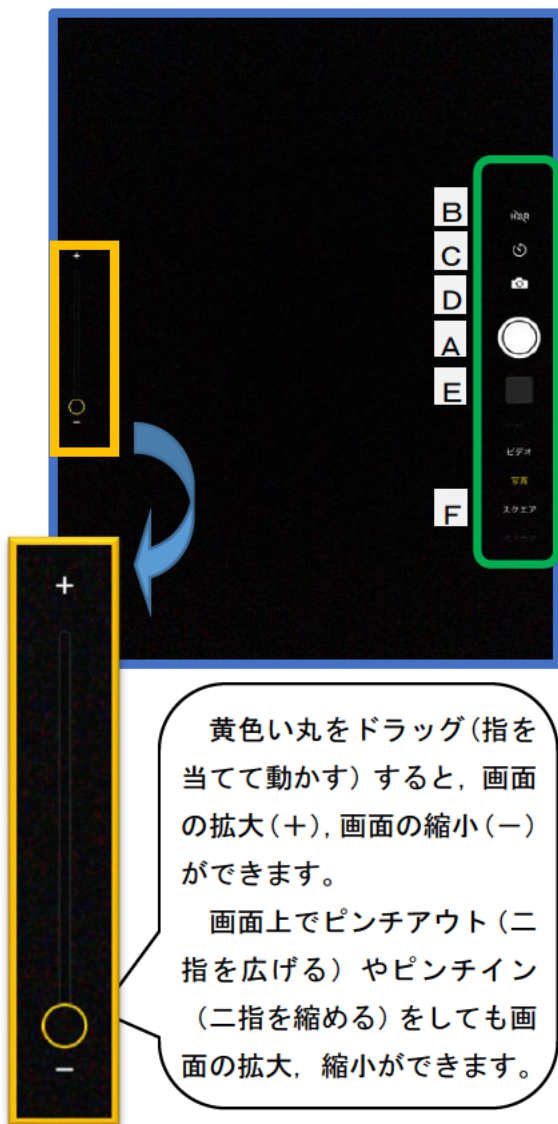 B
HDR
C
D
+
A
−
E
ビデオ
写真
F
スクエア
+
−
黄色い丸をドラッグ(指を
当てて動かす)すると,画面
の拡大(+),画面の縮小(−)
ができます。
画面上でピンチアウト(二
指を広げる)やピンチイン
(二指を縮める)をしても画
面の拡大,縮小ができます。